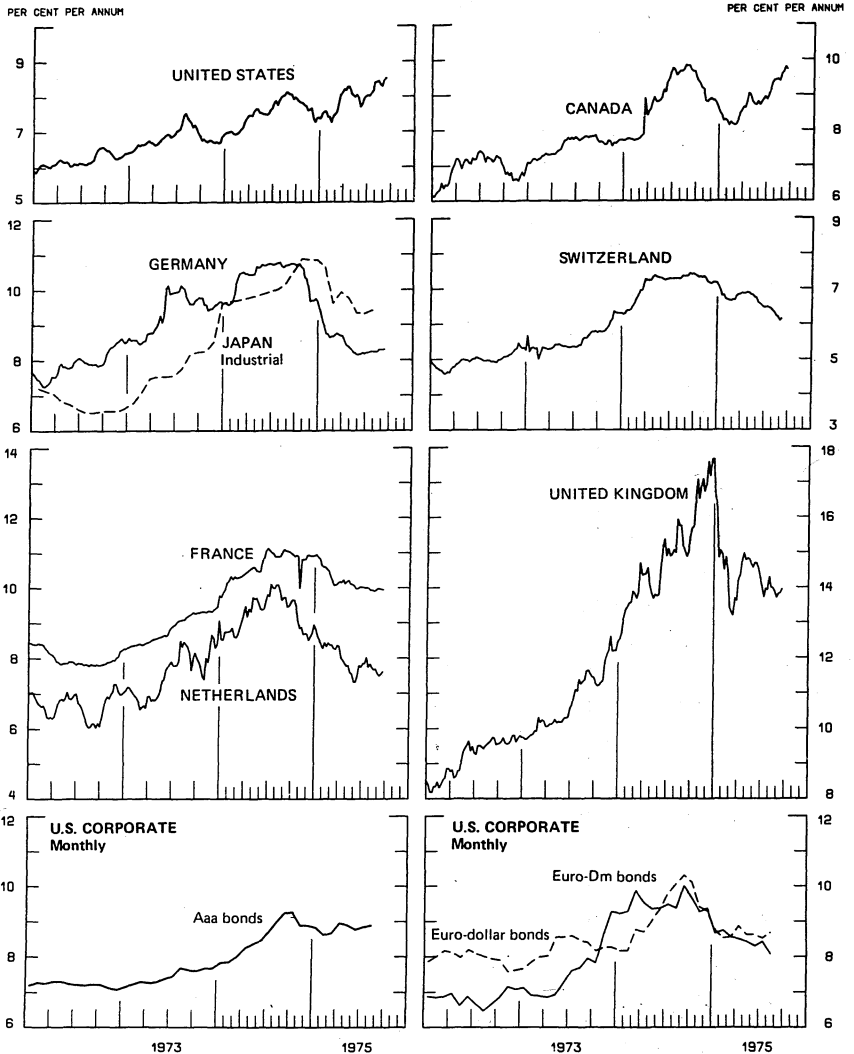 PER CENT PER ANNUM
PER CENT PER ANNUM
9
7
5
UNITED STATES
10
8
6
CANADA
12
10
8
6
GERMANY
JAPAN
Industrial
9
7
5
3
SWITZERLAND
14
12
10
8
6
4
FRANCE
NETHERLANDS
18
16
14
12
10
8
UNITED KINGDOM
12
10
8
6
U.S. CORPORATE
Monthly
Aaa bonds
1973
1975
12
10
8
6
U.S. CORPORATE
Monthly
Euro-Dm bonds
Euro-dollar bonds
1973
1975